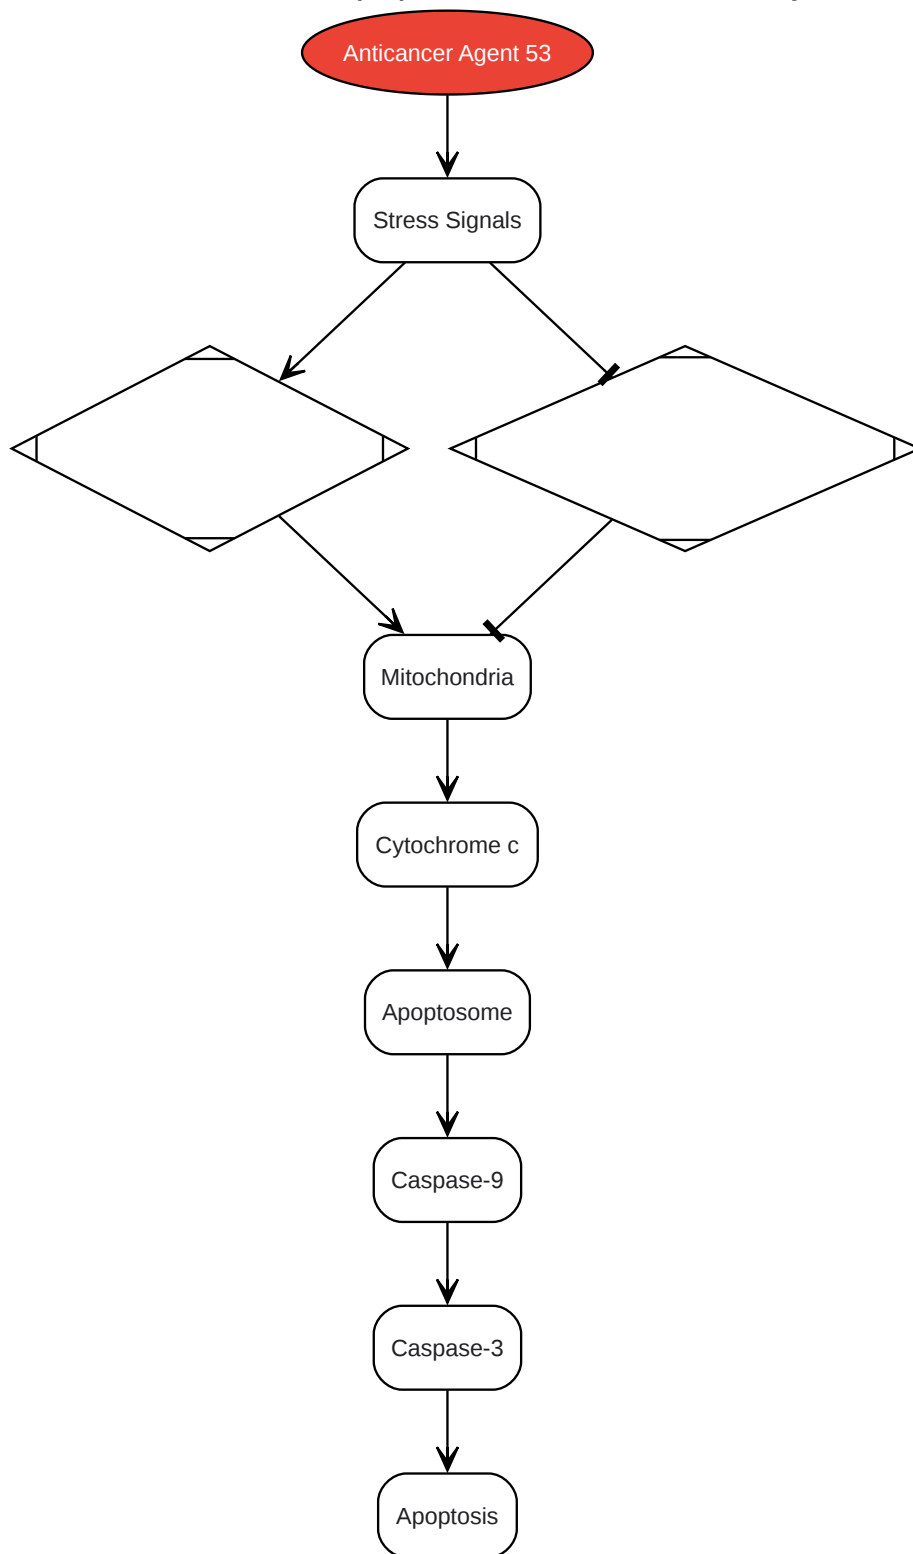 Anticancer Agent 53
Stress Signals
Mitochondria
Cytochrome c
Apoptosome
Caspase-9
Caspase-3
Apoptosis